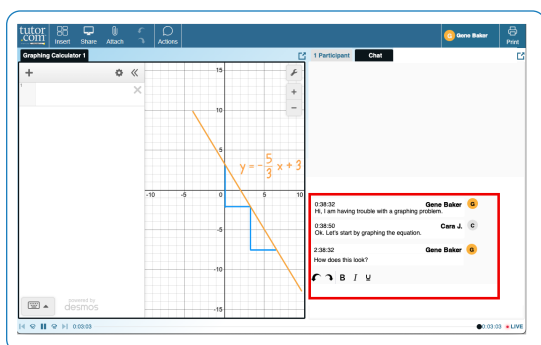 tutor
.com
Insert Share Attach Actions
G Gene Baker
Print
Graphing Calculator 1
1 Participant Chat
1
15
10
5
y = -5/3 x + 3
-10 -5 0 5 10
-5
-10
-15
powered by
desmos
0:38:32 Gene Baker G
Hi, I am having trouble with a graphing problem.
0:38:50 Cara J. C
Ok. Let's start by graphing the equation.
2:38:32 Gene Baker G
How does this look?
B I U
0:03:03
0:03:03 LIVE